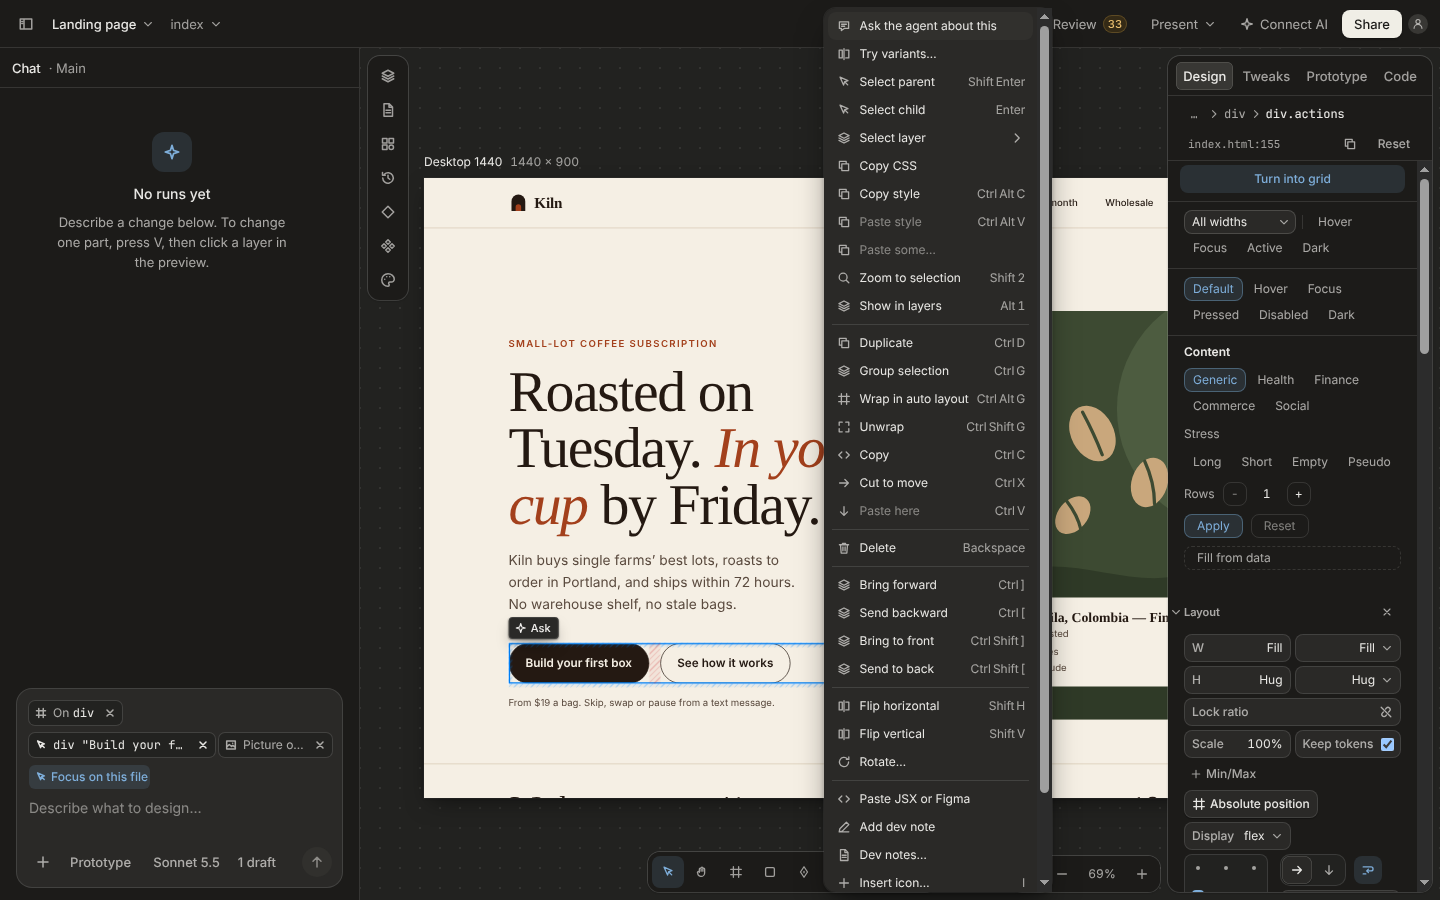 Landing page
index
Review 33
Present
Connect AI
Share
Chat · Main
No runs yet
Describe a change below. To change
one part, press V, then click a layer in
the preview.
On div
div "Build your f…
Picture o…
Focus on this file
Describe what to design…
Prototype
Sonnet 5.5
1 draft
Desktop 1440 1440 × 900
Kiln
month
Wholesale
SMALL-LOT COFFEE SUBSCRIPTION
Roasted on
Tuesday. In yo
cup by Friday.
Kiln buys single farms’ best lots, roasts to
order in Portland, and ships within 72 hours.
No warehouse shelf, no stale bags.
Ask
Build your first box
See how it works
From $19 a bag. Skip, swap or pause from a text message.
ila, Colombia — Fin
69%
Ask the agent about this
Try variants…
Select parent Shift Enter
Select child Enter
Select layer
Copy CSS
Copy style Ctrl Alt C
Paste style Ctrl Alt V
Paste some…
Zoom to selection Shift 2
Show in layers Alt 1
Duplicate Ctrl D
Group selection Ctrl G
Wrap in auto layout Ctrl Alt G
Unwrap Ctrl Shift G
Copy Ctrl C
Cut to move Ctrl X
Paste here Ctrl V
Delete Backspace
Bring forward Ctrl ]
Send backward Ctrl [
Bring to front Ctrl Shift ]
Send to back Ctrl Shift [
Flip horizontal Shift H
Flip vertical Shift V
Rotate…
Paste JSX or Figma
Add dev note
Dev notes…
Insert icon… I
Design
Tweaks
Prototype
Code
… div div.actions
index.html:155
Reset
Turn into grid
All widths
Hover
Focus
Active
Dark
Default
Hover
Focus
Pressed
Disabled
Dark
Content
Generic
Health
Finance
Commerce
Social
Stress
Long
Short
Empty
Pseudo
Rows - 1 +
Apply
Reset
Fill from data
Layout
W Fill
Fill
H Hug
Hug
Lock ratio
Scale 100%
Keep tokens
Min/Max
Absolute position
Display flex